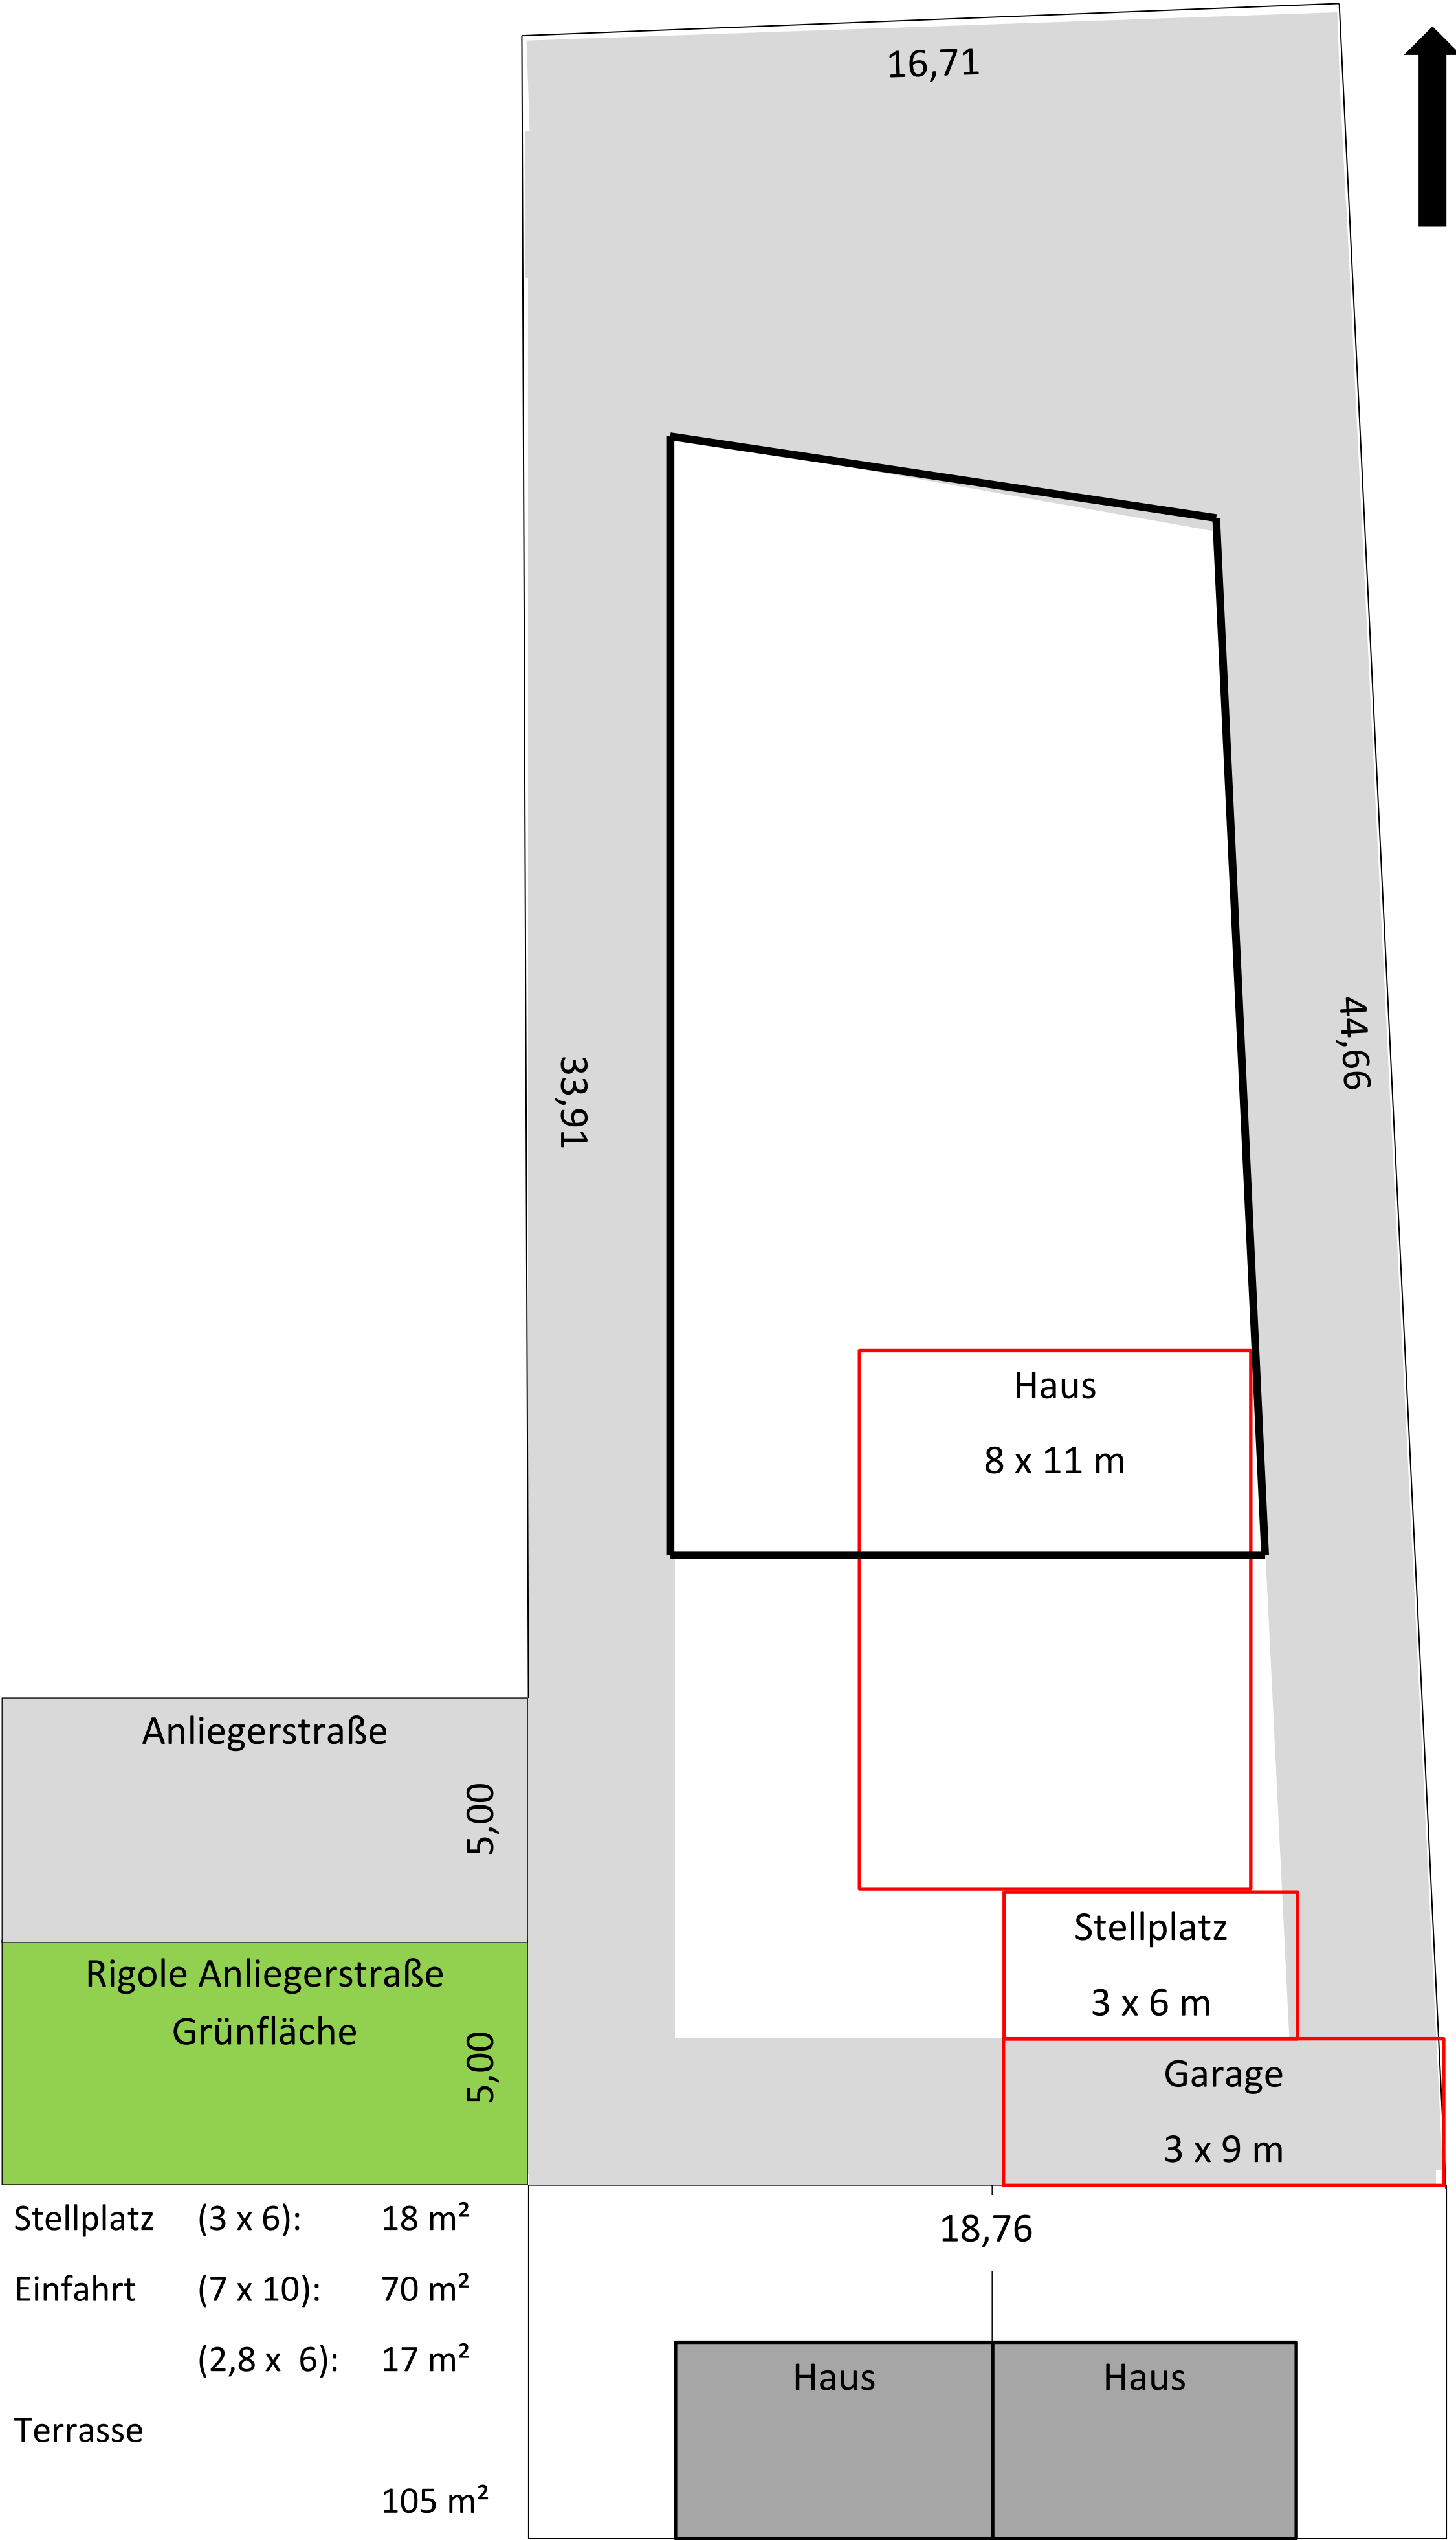 16,71
33,91
44,66
Haus
8 x 11 m
Anliegerstraße
5,00
Stellplatz
3 x 6 m
Rigole Anliegerstraße
Grünfläche
5,00
Garage
3 x 9 m
18,76
Stellplatz (3 x 6): 18 m²
Einfahrt (7 x 10): 70 m²
(2,8 x 6): 17 m²
Terrasse
105 m²
Haus
Haus